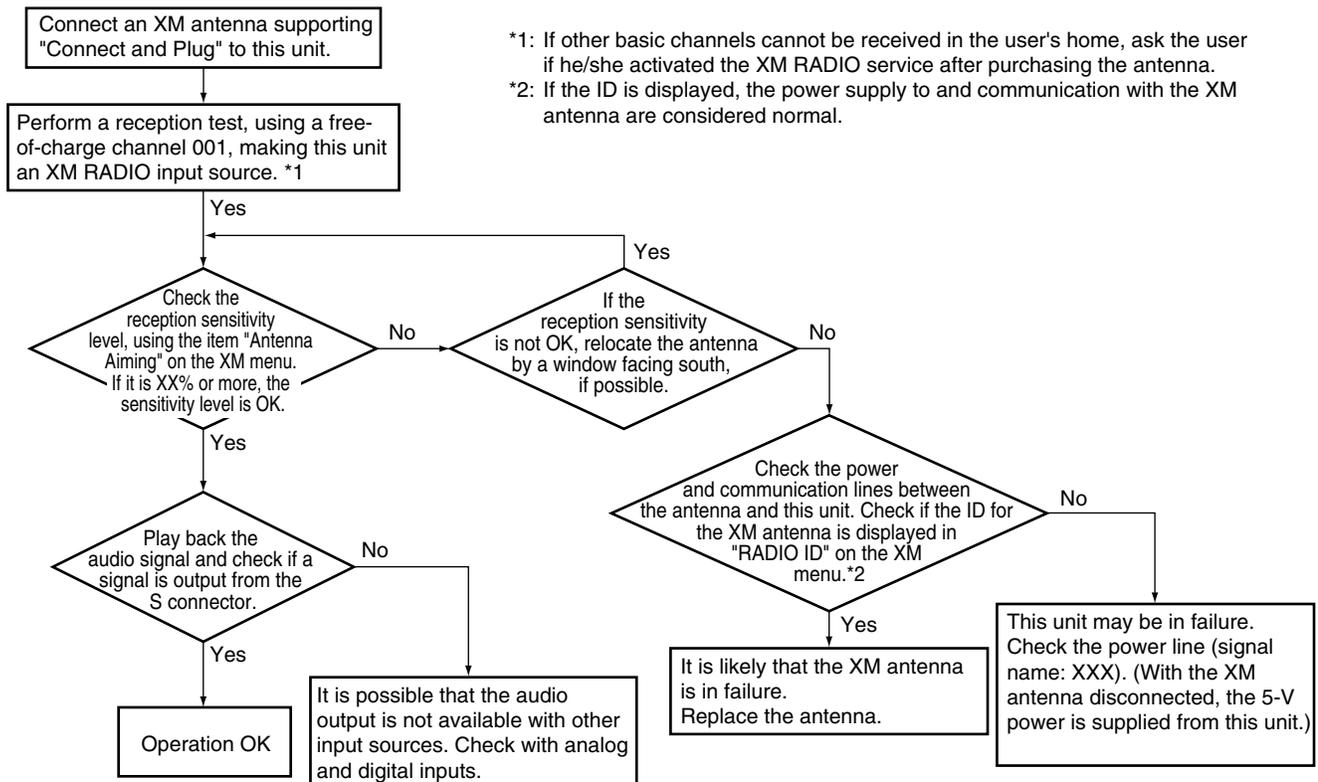 Connect an XM antenna supporting
"Connect and Plug" to this unit.
*1: If other basic channels cannot be received in the user's home, ask the user
if he/she activated the XM RADIO service after purchasing the antenna.
*2: If the ID is displayed, the power supply to and communication with the XM
antenna are considered normal.
Perform a reception test, using a free-
of-charge channel 001, making this unit
an XM RADIO input source. *1
Yes
Yes
Check the
reception sensitivity
level, using the item "Antenna
Aiming" on the XM menu.
If it is XX% or more, the
sensitivity level is OK.
No
If the
reception sensitivity
is not OK, relocate the antenna
by a window facing south,
if possible.
No
Yes
Check the power
and communication lines between
the antenna and this unit. Check if the ID for
the XM antenna is displayed in
"RADIO ID" on the XM
menu.*2
No
Play back the
audio signal and check if a
signal is output from the
S connector.
No
Yes
Yes
This unit may be in failure.
Check the power line (signal
name: XXX). (With the XM
antenna disconnected, the 5-V
power is supplied from this unit.)
It is likely that the XM antenna
is in failure.
Replace the antenna.
Operation OK
It is possible that the audio
output is not available with other
input sources. Check with analog
and digital inputs.